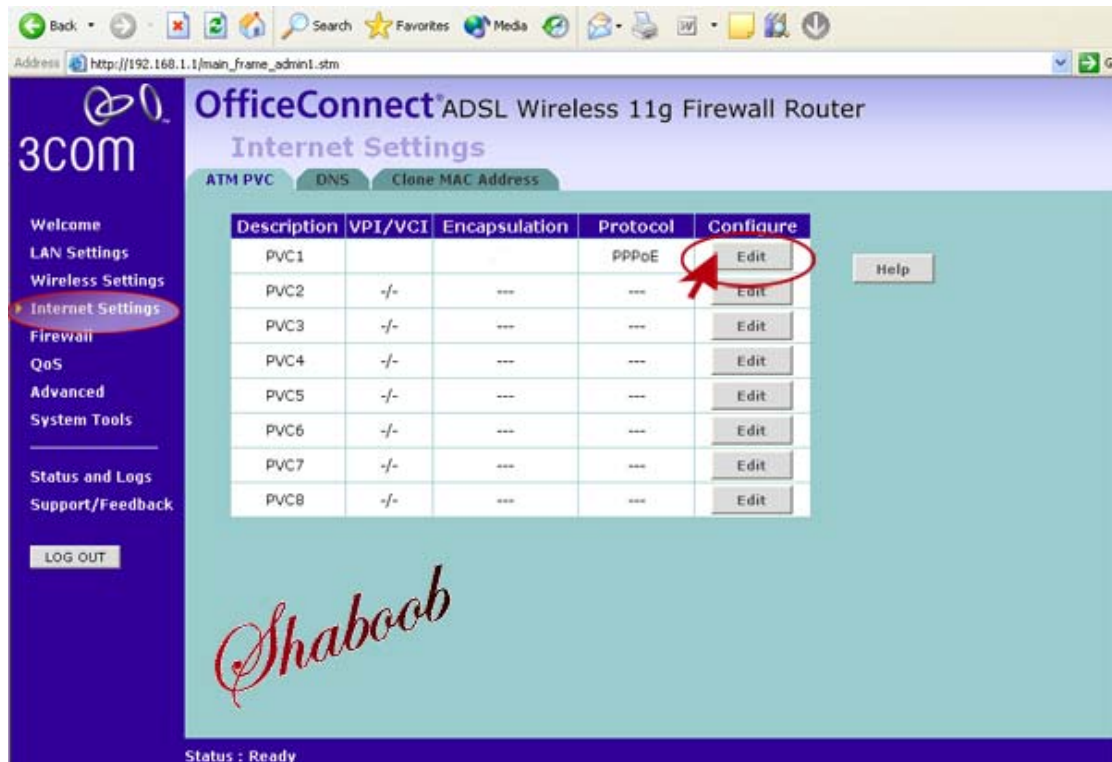 Back Search Favorites Media
Address http://192.168.1.1/main_frame_admin1.stm
3COM
OfficeConnect® ADSL Wireless 11g Firewall Router
Internet Settings
ATM PVC DNS Clone MAC Address
Welcome
LAN Settings
Wireless Settings
Internet Settings
Firewall
QoS
Advanced
System Tools
Status and Logs
Support/Feedback
LOG OUT
Description VPI/VCI Encapsulation Protocol Configure
PVC1 PPPoE Edit
PVC2 -/- --- --- Edit
PVC3 -/- --- --- Edit
PVC4 -/- --- --- Edit
PVC5 -/- --- --- Edit
PVC6 -/- --- --- Edit
PVC7 -/- --- --- Edit
PVC8 -/- --- --- Edit
Help
Shaboob
Status : Ready